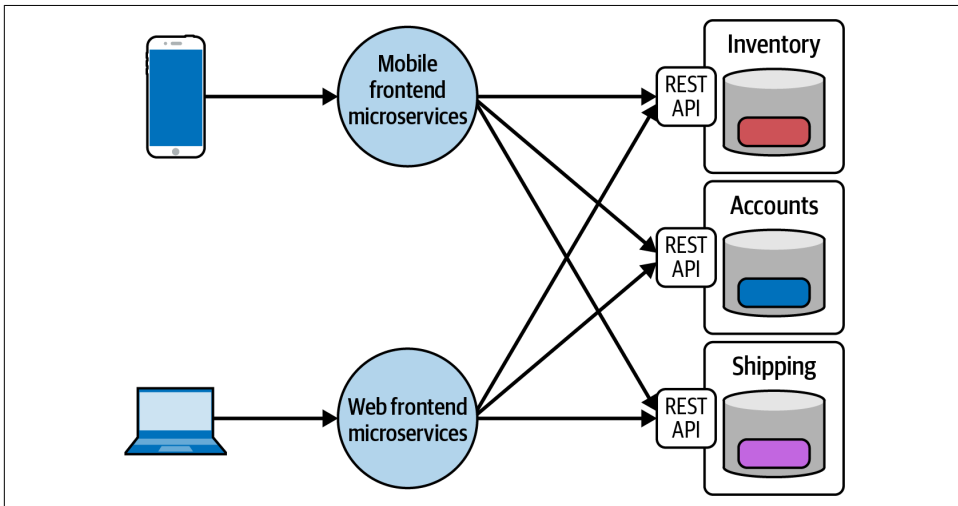 Mobile
frontend
microservices
Web frontend
microservices
Inventory
REST
API
Accounts
REST
API
Shipping
REST
API